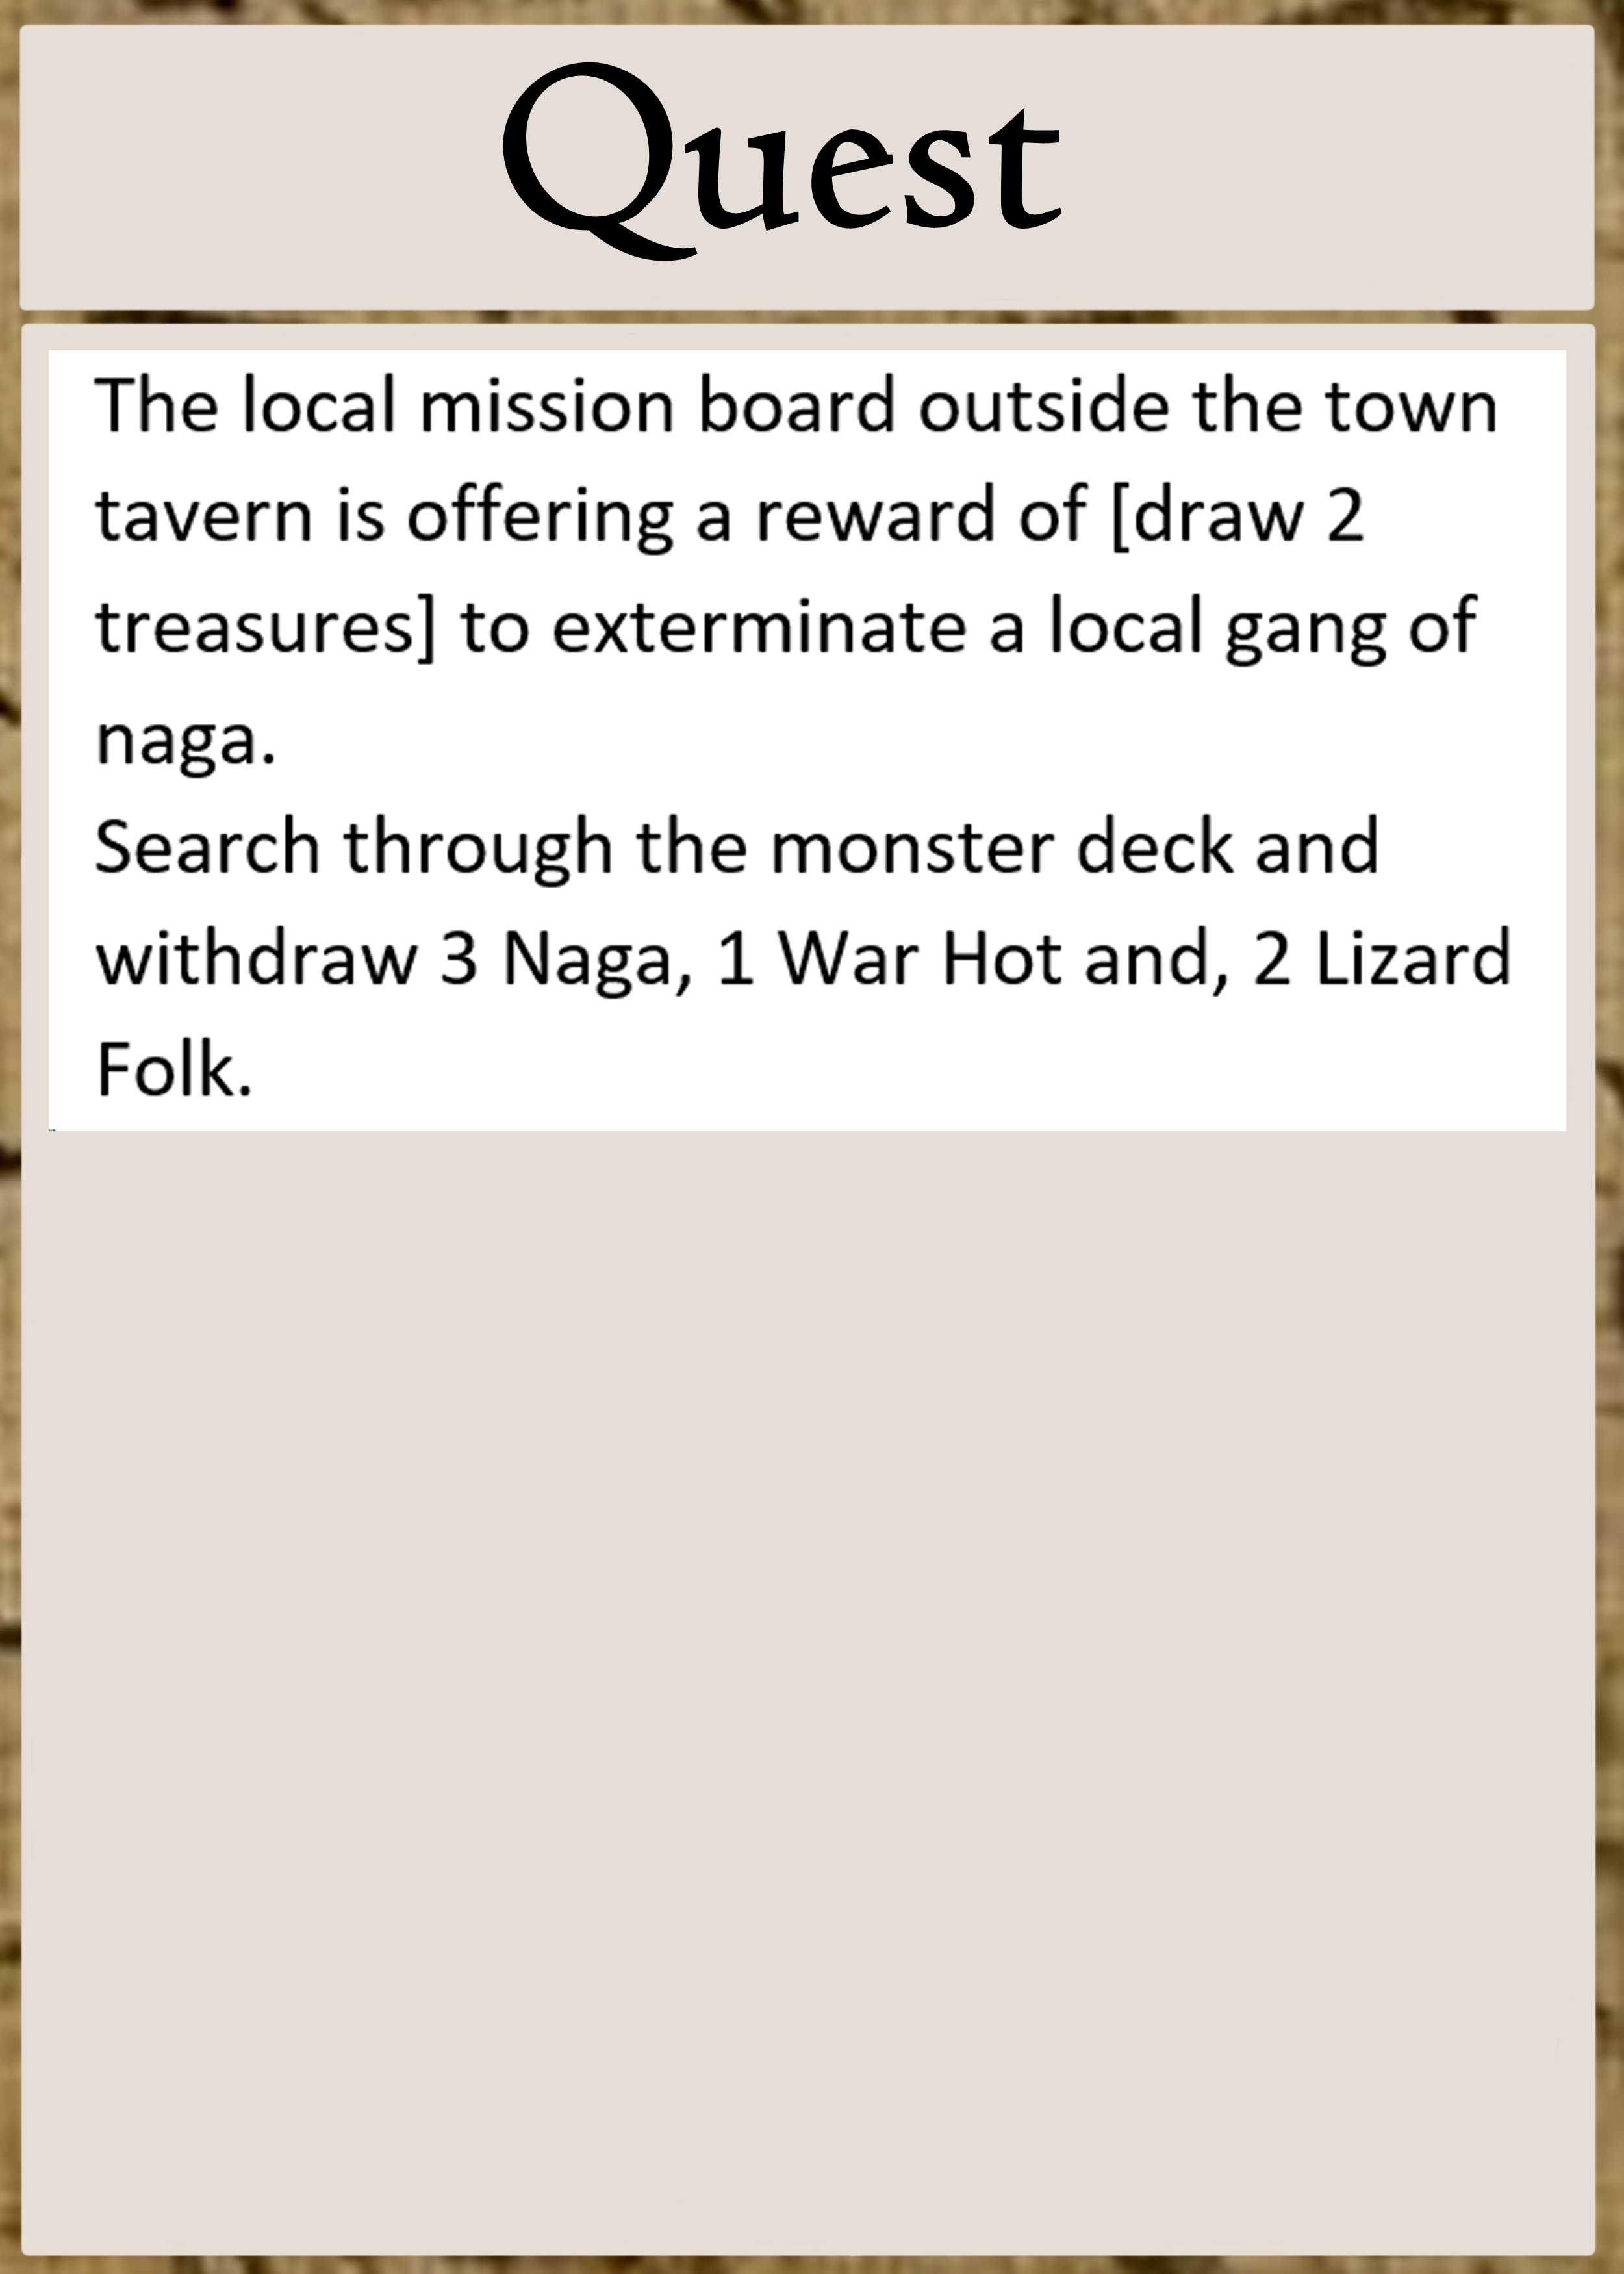 Quest
The local mission board outside the town
tavern is offering a reward of [draw 2
treasures] to exterminate a local gang of
naga.
Search through the monster deck and
withdraw 3 Naga, 1 War Hot and, 2 Lizard
Folk.